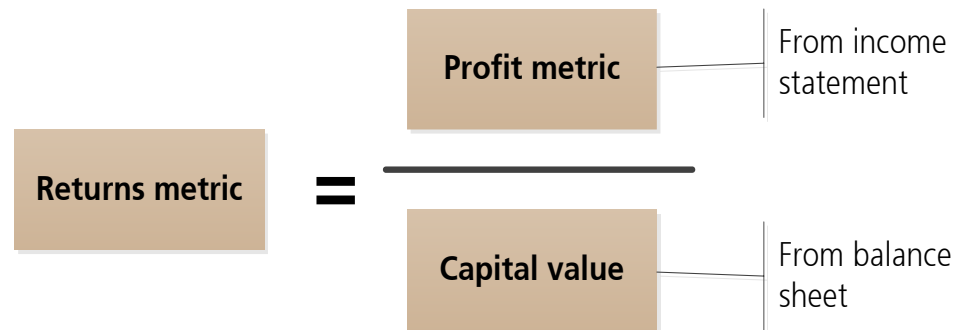 Profit metric
From income
statement
Returns metric
=
Capital value
From balance
sheet